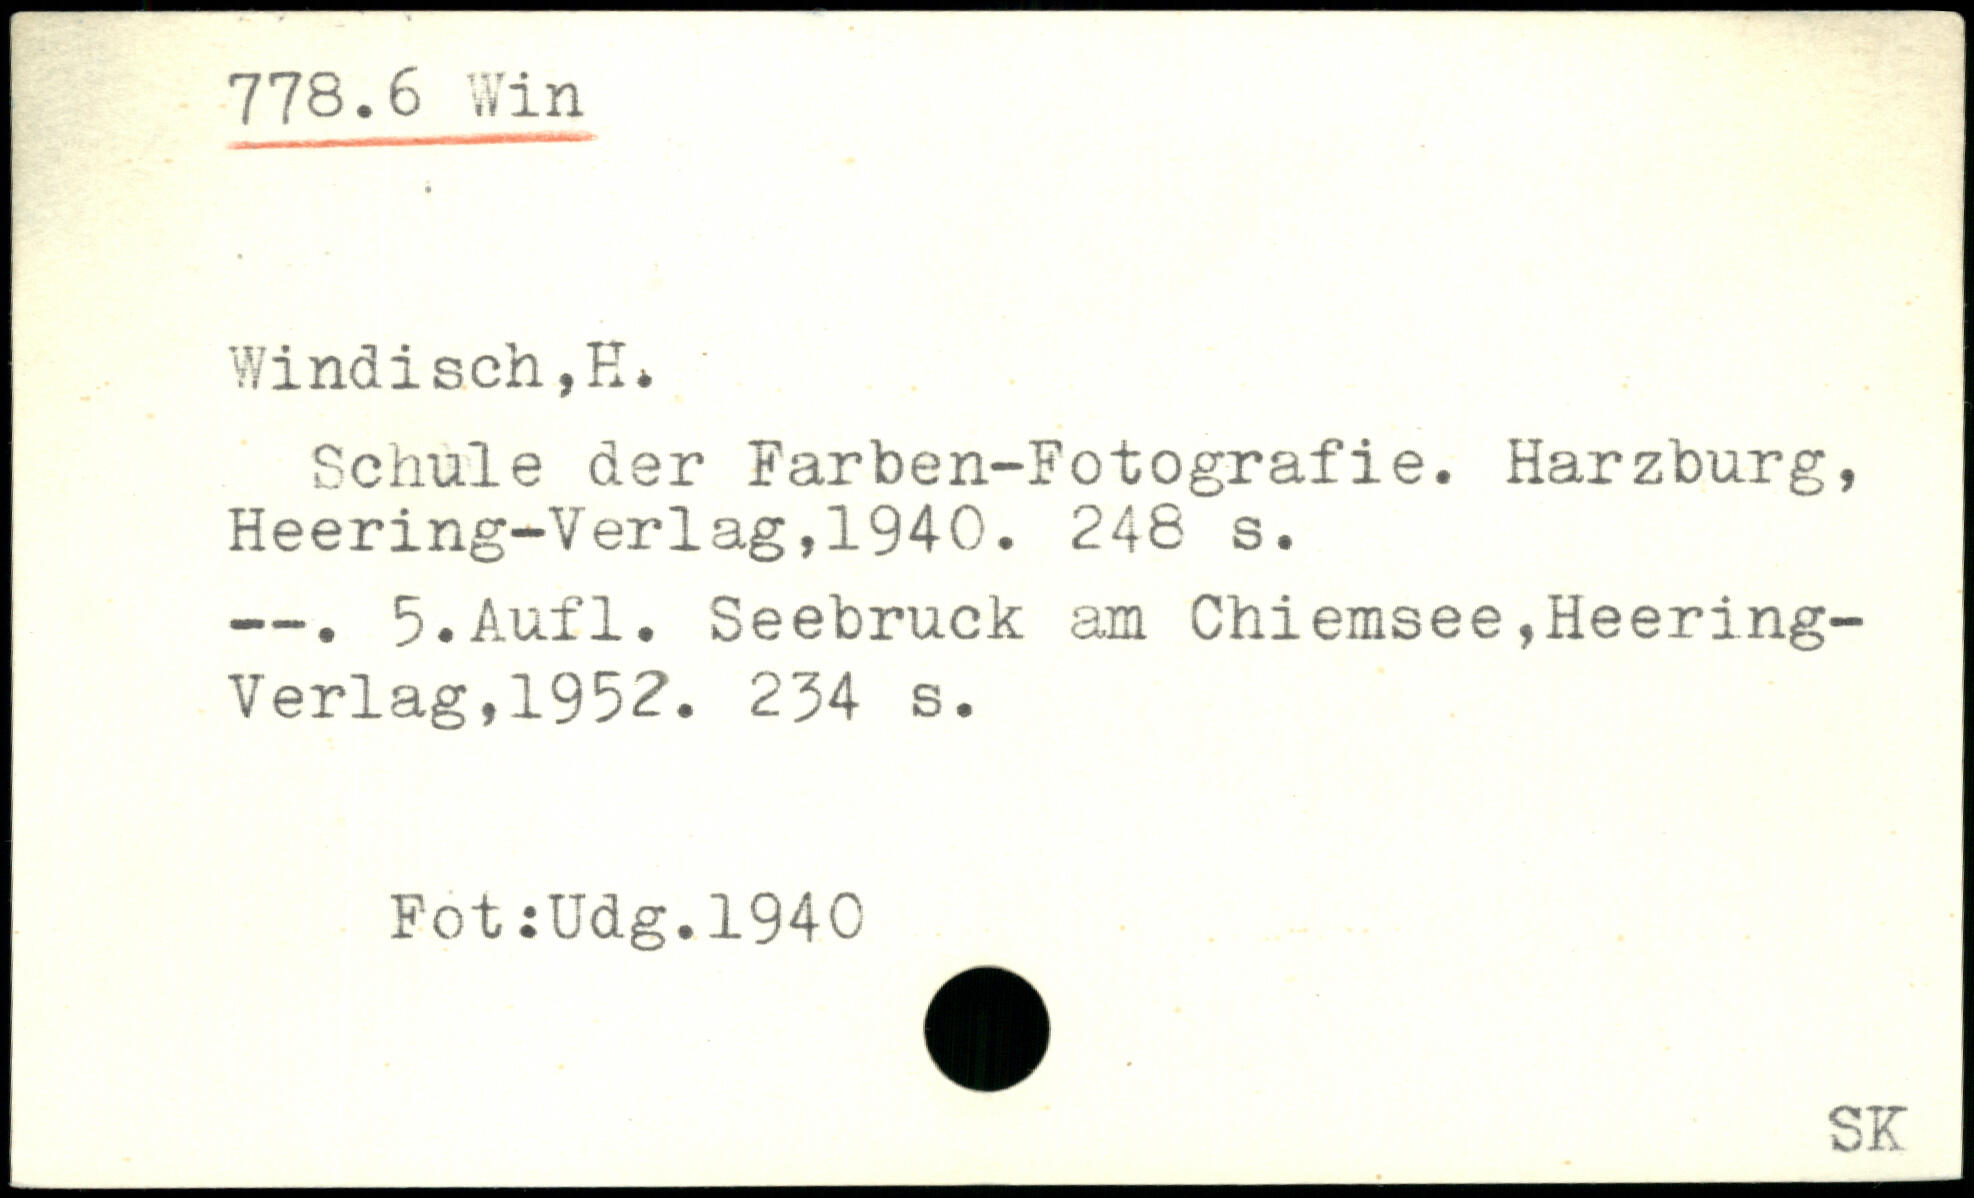 778.6 Win
Windisch,H.
Schule der Farben-Fotografie. Harzburg,
Heering-Verlag,1940. 248 s.
--. 5.Aufl. Seebruck am Chiemsee,Heering-
Verlag,1952. 234 s.
Fot:Udg.1940
SK